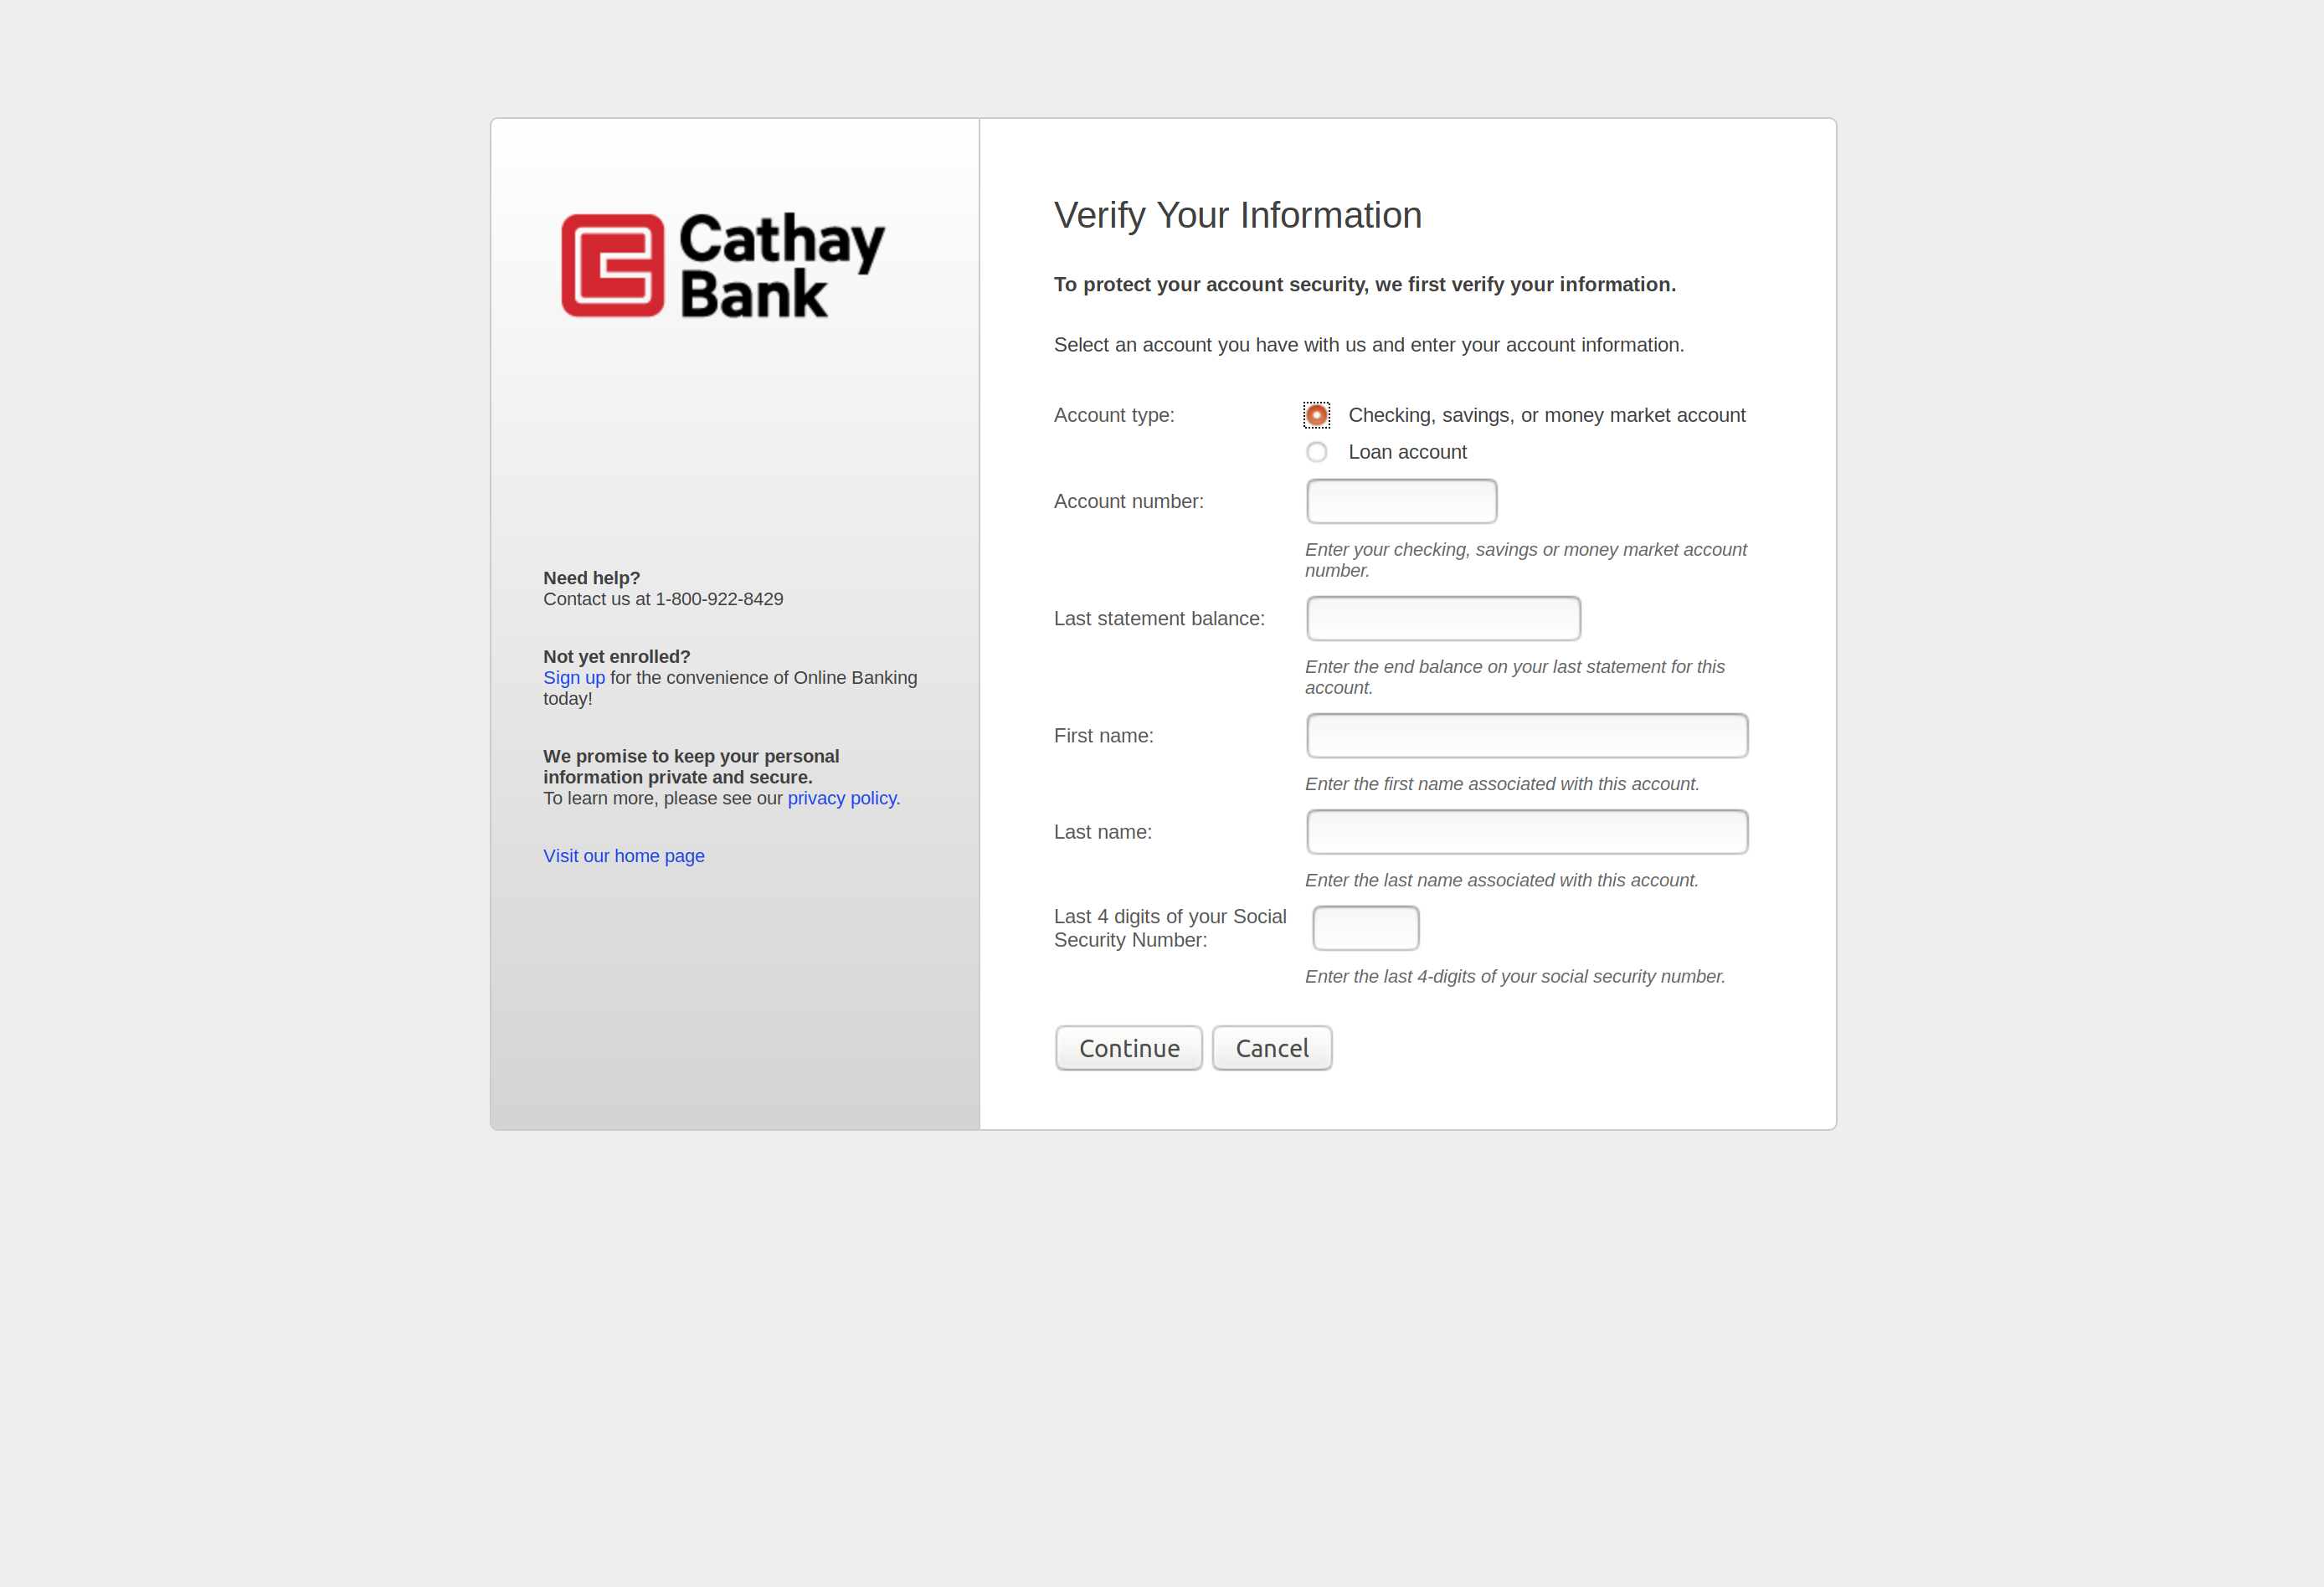 Cathay
Bank
Need help?
Contact us at 1-800-922-8429
Not yet enrolled?
Sign up for the convenience of Online Banking
today!
We promise to keep your personal
information private and secure.
To learn more, please see our privacy policy.
Visit our home page
Verify Your Information
To protect your account security, we first verify your information.
Select an account you have with us and enter your account information.
Account type:
Checking, savings, or money market account
Loan account
Account number:
Enter your checking, savings or money market account
number.
Last statement balance:
Enter the end balance on your last statement for this
account.
First name:
Enter the first name associated with this account.
Last name:
Enter the last name associated with this account.
Last 4 digits of your Social
Security Number:
Enter the last 4-digits of your social security number.
Continue Cancel